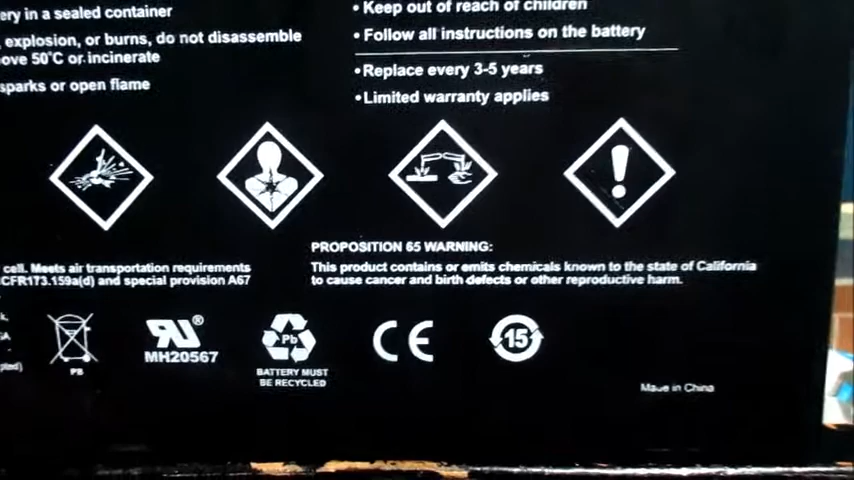 ery in a sealed container
, explosion, or burns, do not disassemble
ove 50°C or incinerate
sparks or open flame
• Keep out of reach of children
• Follow all instructions on the battery
• Replace every 3-5 years
• Limited warranty applies
PROPOSITION 65 WARNING:
This product contains or emits chemicals known to the state of California
to cause cancer and birth defects or other reproductive harm.
cell. Meets air transportation requirements
CFR173.159a(d) and special provision A67
PB
RU®
MH20567
Pb
BATTERY MUST
BE RECYCLED
CE
15
Made in China